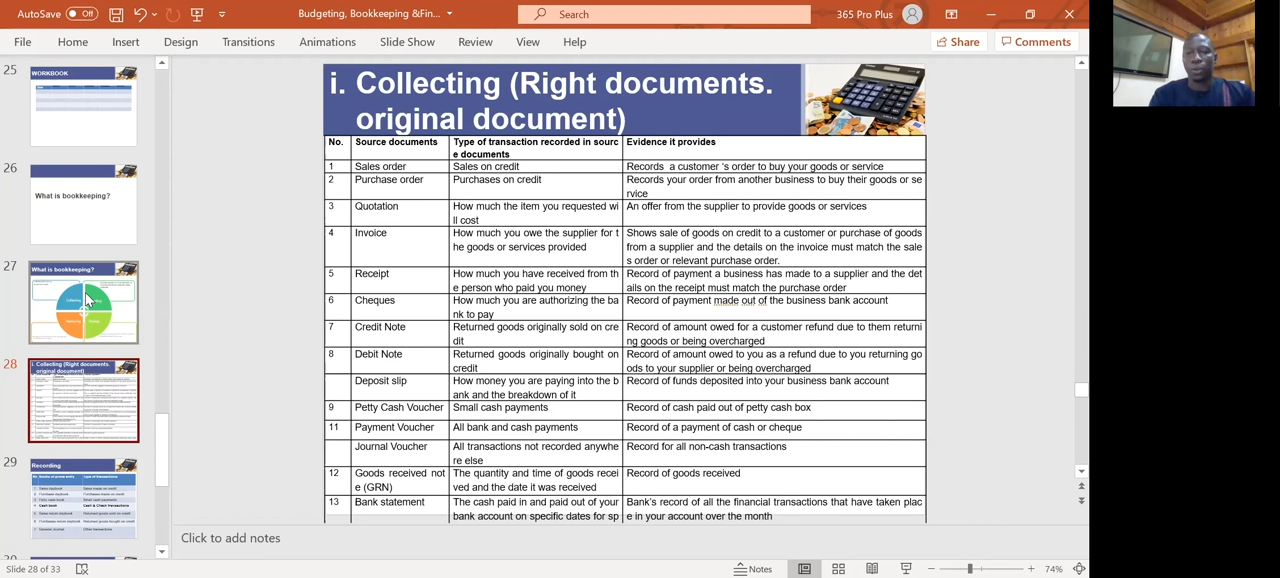 AutoSave Off
Budgeting, Bookkeeping &Fin...
Search
365 Pro Plus
File Home Insert Design Transitions Animations Slide Show Review View Help
Share Comments
25
WORKBOOK
26
What is bookkeeping?
27
What is bookkeeping?
28
i. Collecting (Right documents.
original document)
29
Recording
i. Collecting (Right documents.
original document)
No. Source documents Type of transaction recorded in sourc Evidence it provides
e documents
1 Sales order Sales on credit Records a customer 's order to buy your goods or service
2 Purchase order Purchases on credit Records your order from another business to buy their goods or se
rvice
3 Quotation How much the item you requested wi An offer from the supplier to provide goods or services
ll cost
4 Invoice How much you owe the supplier for t Shows sale of goods on credit to a customer or purchase of goods
he goods or services provided from a supplier and the details on the invoice must match the sale
s order or relevant purchase order.
5 Receipt How much you have received from th Record of payment a business has made to a supplier and the det
e person who paid you money ails on the receipt must match the purchase order
6 Cheques How much you are authorizing the ba Record of payment made out of the business bank account
nk to pay
7 Credit Note Returned goods originally sold on cre Record of amount owed for a customer refund due to them returni
dit ng goods or being overcharged
8 Debit Note Returned goods originally bought on Record of amount owed to you as a refund due to you returning go
credit ods to your supplier or being overcharged
Deposit slip How money you are paying into the b Record of funds deposited into your business bank account
ank and the breakdown of it
9 Petty Cash Voucher Small cash payments Record of cash paid out of petty cash box
11 Payment Voucher All bank and cash payments Record of a payment of cash or cheque
Journal Voucher All transactions not recorded anywhe Record for all non-cash transactions
re else
12 Goods received not The quantity and time of goods recei Record of goods received
e (GRN) ved and the date it was received
13 Bank statement The cash paid in and paid out of your Bank's record of all the financial transaction that have taken plac
bank account on specific dates for sp e in your account over the month
Click to add notes
Slide 28 of 33 Notes 74%